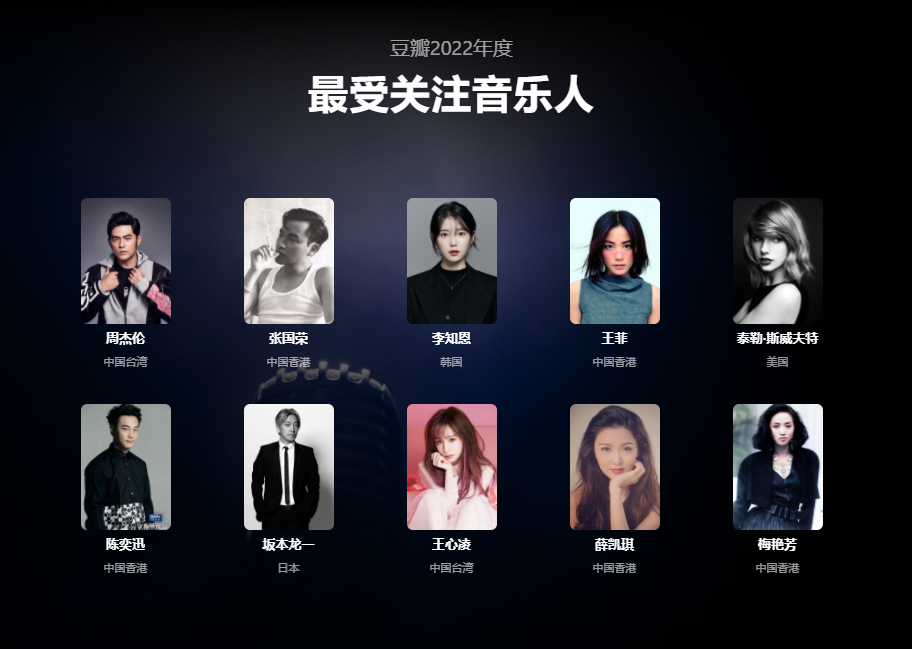 豆瓣2022年度
最受关注音乐人
周杰伦
中国台湾
张国荣
中国香港
李知恩
韩国
王菲
中国香港
泰勒·斯威夫特
美国
陈奕迅
中国香港
坂本龙一
日本
王心凌
中国台湾
薛凯琪
中国香港
梅艳芳
中国香港